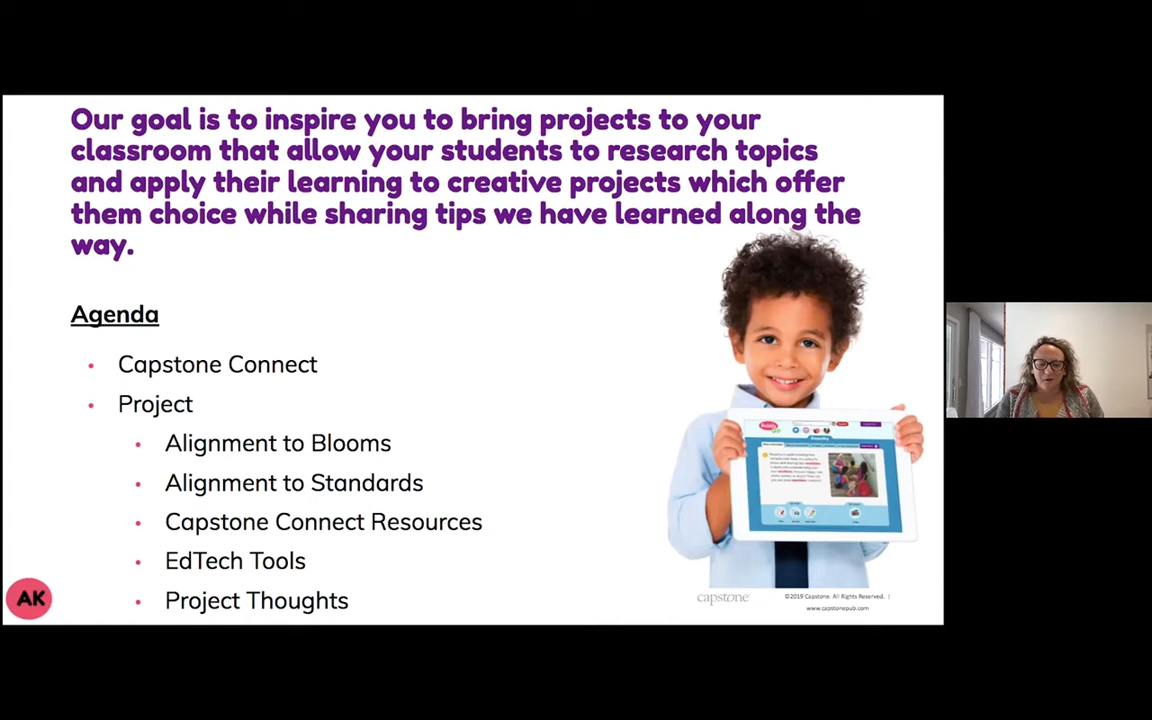 Our goal is to inspire you to bring projects to your
classroom that allow your students to research topics
and apply their learning to creative projects which offer
them choice while sharing tips we have learned along the
way.
Agenda
• Capstone Connect
• Project
• Alignment to Blooms
• Alignment to Standards
• Capstone Connect Resources
• EdTech Tools
• Project Thoughts
AK
capstone
©2019 Capstone. All Rights Reserved. |
www.capstonepub.com